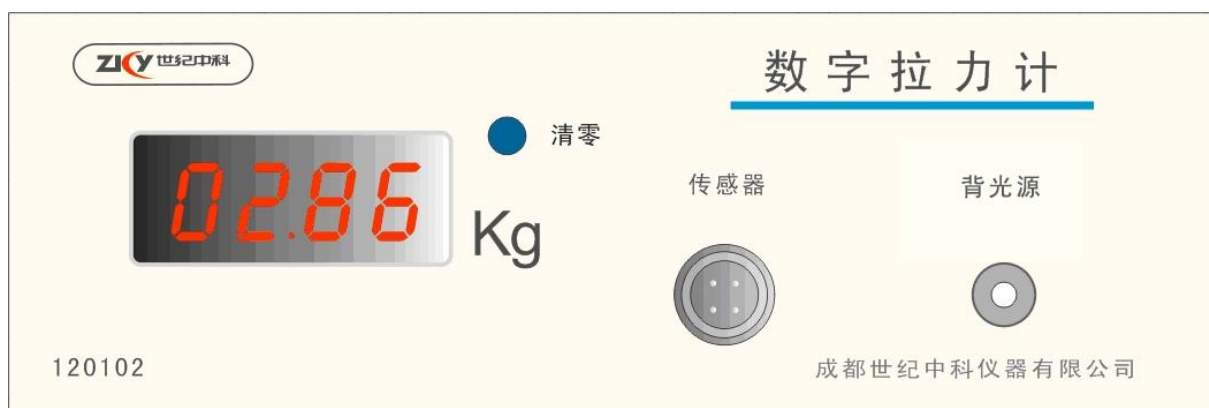 ZKY世纪中科
数字拉力计
清零
02.86
Kg
传感器
背光源
120102
成都世纪中科仪器有限公司